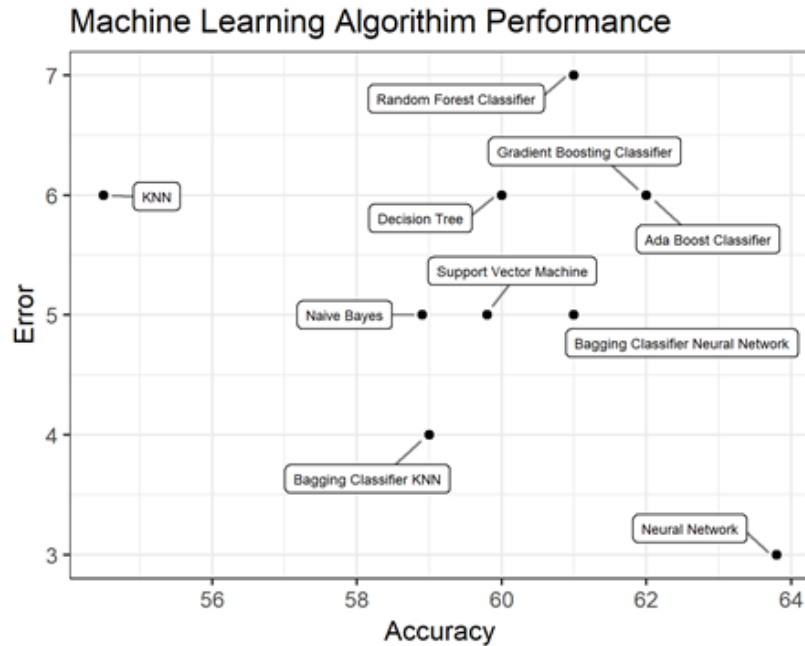 Machine Learning Algorithim Performance
7
Random Forest Classifier
Gradient Boosting Classifier
6
KNN
Decision Tree
Ada Boost Classifier
Support Vector Machine
Error
5
Naive Bayes
Bagging Classifier Neural Network
4
Bagging Classifier KNN
Neural Network
3
56 58 60 62 64
Accuracy